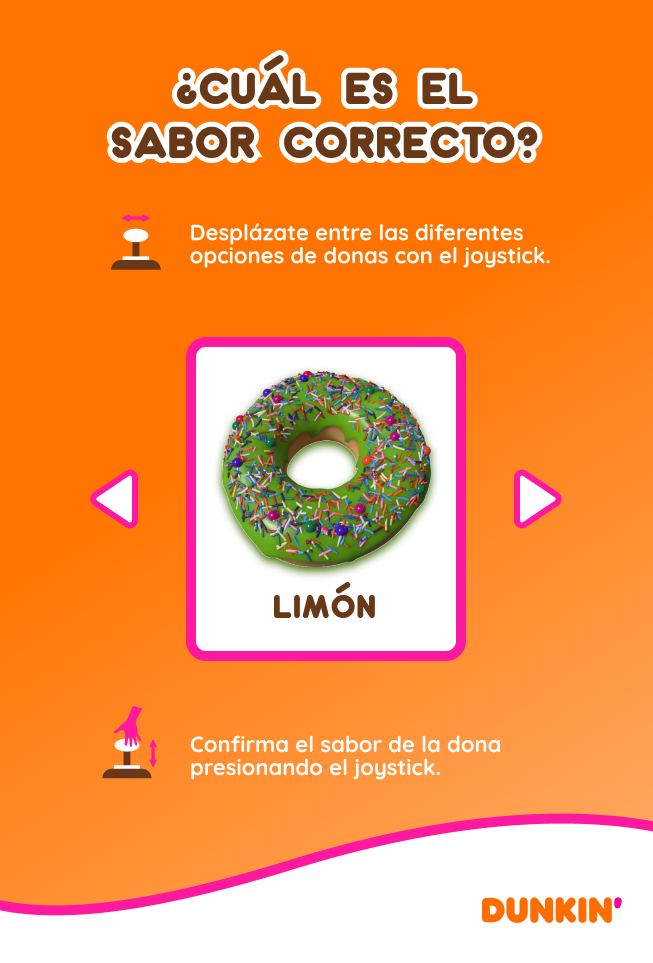 ¿CUÁL ES EL
SABOR CORRECTO?
Desplázate entre las diferentes
opciones de donas con el joystick.
LIMÓN
Confirma el sabor de la dona
presionando el joystick.
DUNKIN'